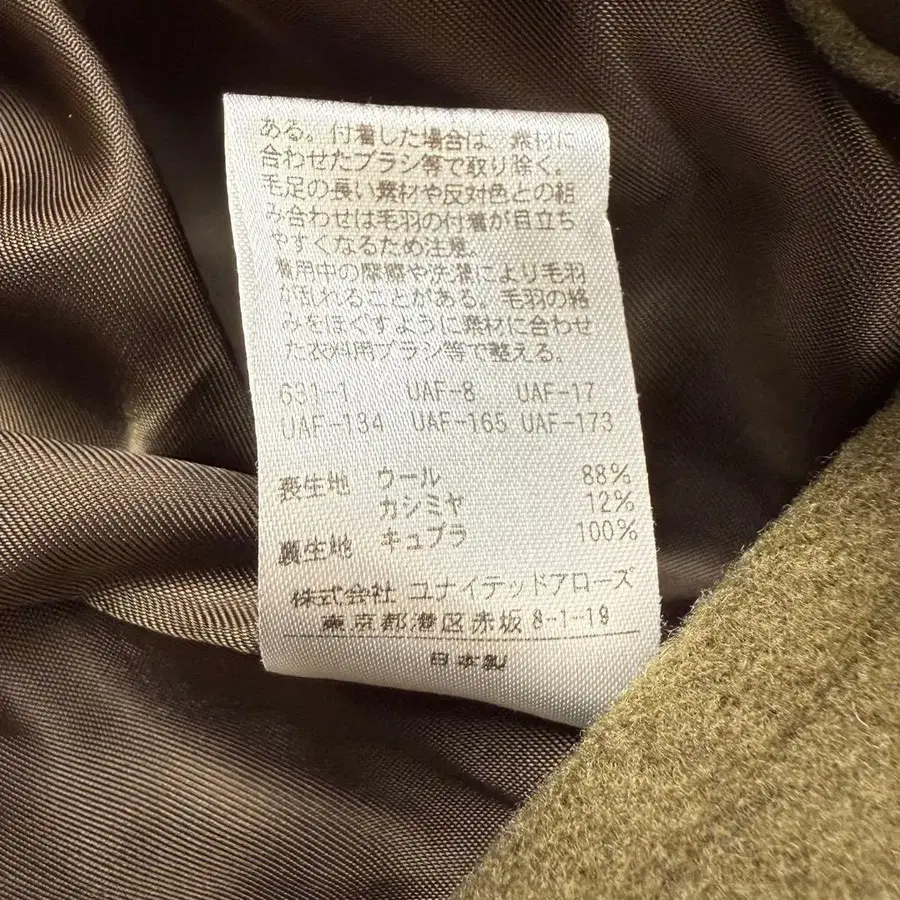 ある。付着した場合は、素材に
合わせたブラシ等で取り除く。
毛足の長い素材や反対色との組
み合わせは毛羽の付着が目立ち
やすくなるため注意。
着用中の摩擦や洗濯により毛羽
が乱れることがある。毛羽の絡
みをほぐすように素材に合わせ
た衣料用ブラシ等で整える。
631-1 UAF-8 UAF-17
UAF-134 UAF-165 UAF-173
表生地 ウール 88%
カシミヤ 12%
裏生地 キュプラ 100%
株式会社 ユナイテッドアローズ
東京都港区赤坂 8-1-19
日本製